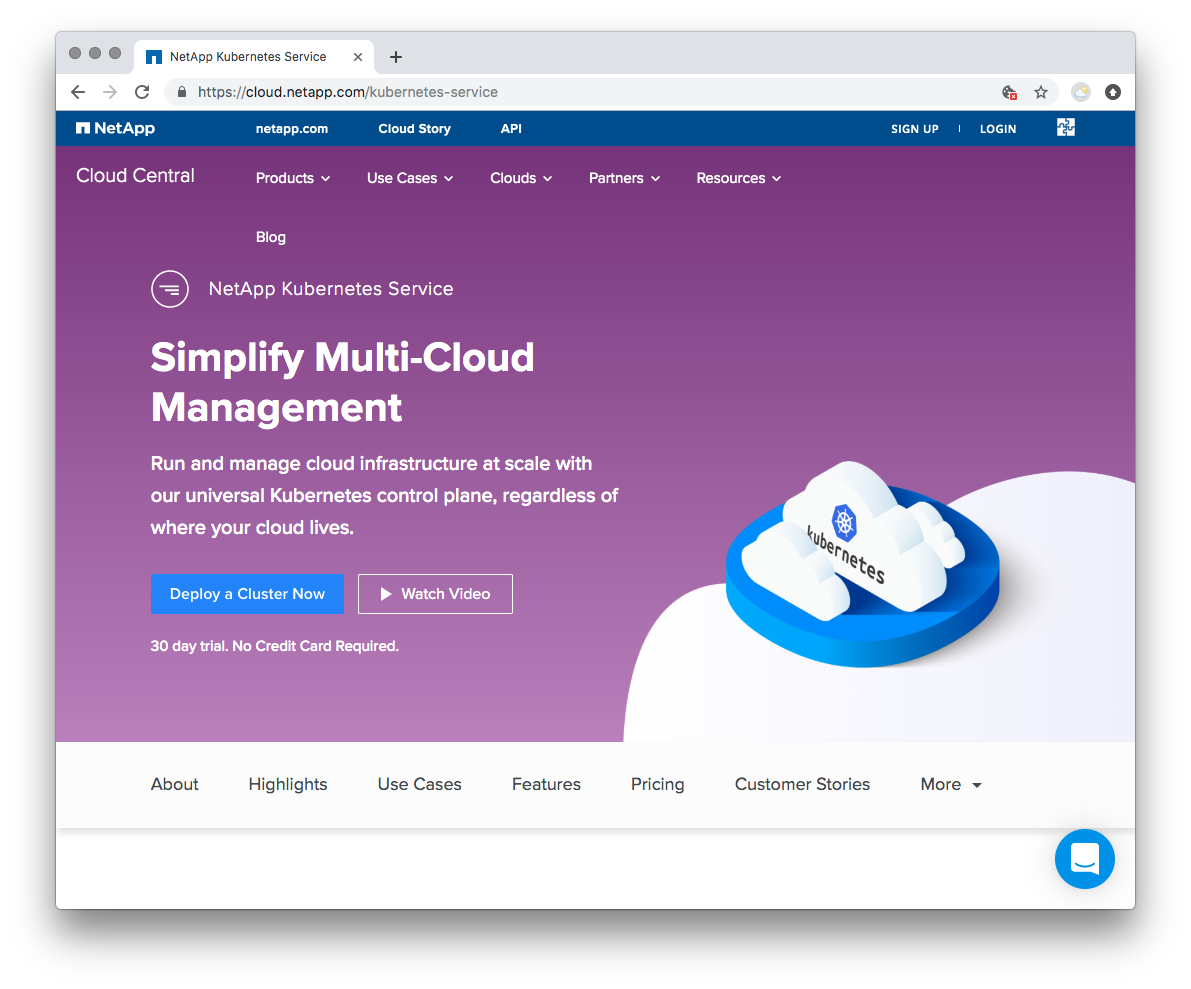 NetApp Kubernetes Service
https://cloud.netapp.com/kubernetes-service
NetApp netapp.com Cloud Story API SIGN UP LOGIN
Cloud Central Products Use Cases Clouds Partners Resources
Blog
NetApp Kubernetes Service
Simplify Multi-Cloud
Management
Run and manage cloud infrastructure at scale with
our universal Kubernetes control plane, regardless of
where your cloud lives.
kubernetes
Deploy a Cluster Now Watch Video
30 day trial. No Credit Card Required.
About Highlights Use Cases Features Pricing Customer Stories More